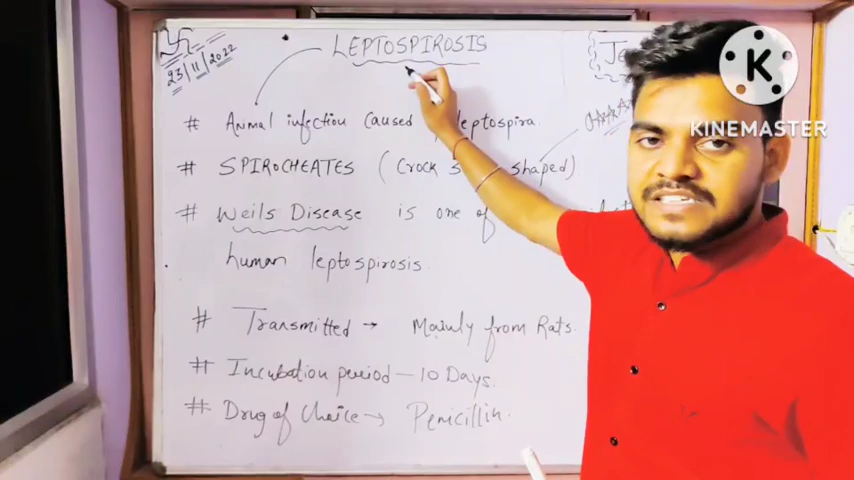 23/11/2022
LEPTOSPIROSIS
Je
# Animal infection Caused leptospira.
# SPIROCHEATES (Crock s shaped)
# Weils Disease is one of
human leptospirosis.
# Transmitted → Mainly from Rats.
# Incubation period - 10 Days.
# Drug of Choice → Penicillin.
K
KINEMASTER